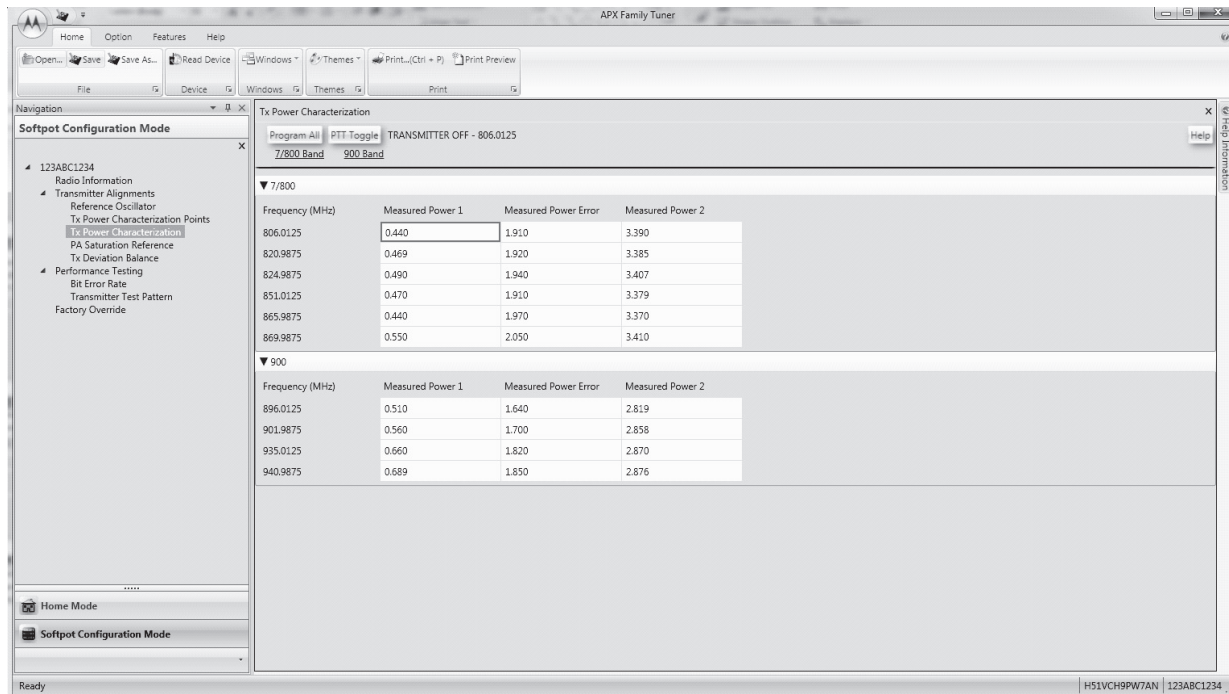 APX Family Tuner
Home Option Features Help
Open... Save Save As... Read Device Windows Themes Print...(Ctrl + P) Print Preview
File Device Windows Themes Print
Navigation
Softpot Configuration Mode
123ABC1234
Radio Information
Transmitter Alignments
Reference Oscillator
Tx Power Characterization Points
Tx Power Characterization
PA Saturation Reference
Tx Deviation Balance
Performance Testing
Bit Error Rate
Transmitter Test Pattern
Factory Override
Home Mode
Softpot Configuration Mode
Tx Power Characterization
Program All PTT Toggle TRANSMITTER OFF - 806.0125 Help
7/800 Band 900 Band
7/800
Frequency (MHz) Measured Power 1 Measured Power Error Measured Power 2
806.0125 0.440 1.910 3.390
820.9875 0.469 1.920 3.385
824.9875 0.490 1.940 3.407
851.0125 0.470 1.910 3.379
865.9875 0.440 1.970 3.370
869.9875 0.550 2.050 3.410
900
Frequency (MHz) Measured Power 1 Measured Power Error Measured Power 2
896.0125 0.510 1.640 2.819
901.9875 0.560 1.700 2.858
935.0125 0.660 1.820 2.870
940.9875 0.689 1.850 2.876
Help Information
Ready H51VCH9PW7AN 123ABC1234